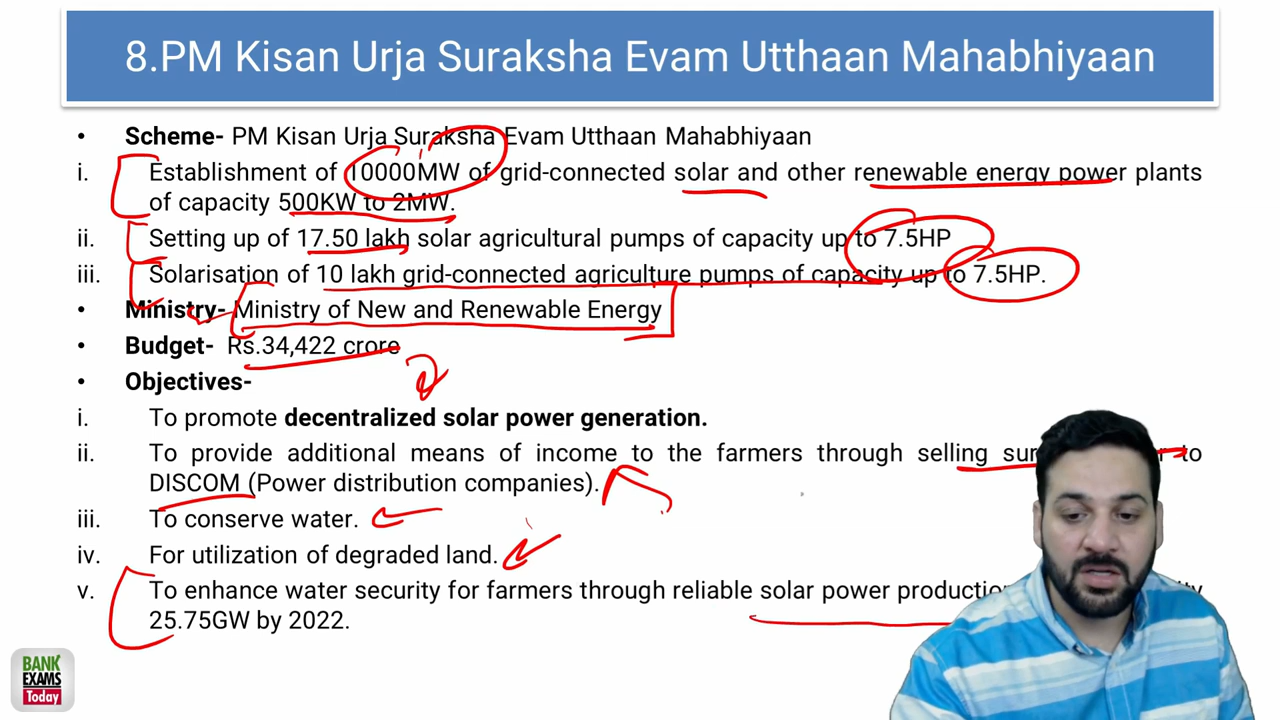 8.PM Kisan Urja Suraksha Evam Utthaan Mahabhiyaan
• Scheme- PM Kisan Urja Suraksha Evam Utthaan Mahabhiyaan
i. Establishment of 10000MW of grid-connected solar and other renewable energy power plants
of capacity 500KW to 2MW.
ii. Setting up of 17.50 lakh solar agricultural pumps of capacity up to 7.5HP
iii. Solarisation of 10 lakh grid-connected agriculture pumps of capacity up to 7.5HP.
• Ministry- Ministry of New and Renewable Energy
• Budget- Rs.34,422 crore
• Objectives-
i. To promote decentralized solar power generation.
ii. To provide additional means of income to the farmers through selling to
DISCOM (Power distribution companies).
iii. To conserve water.
iv. For utilization of degraded land.
v. To enhance water security for farmers through reliable solar power
25.75GW by 2022.
BANK
EXAMS
Today